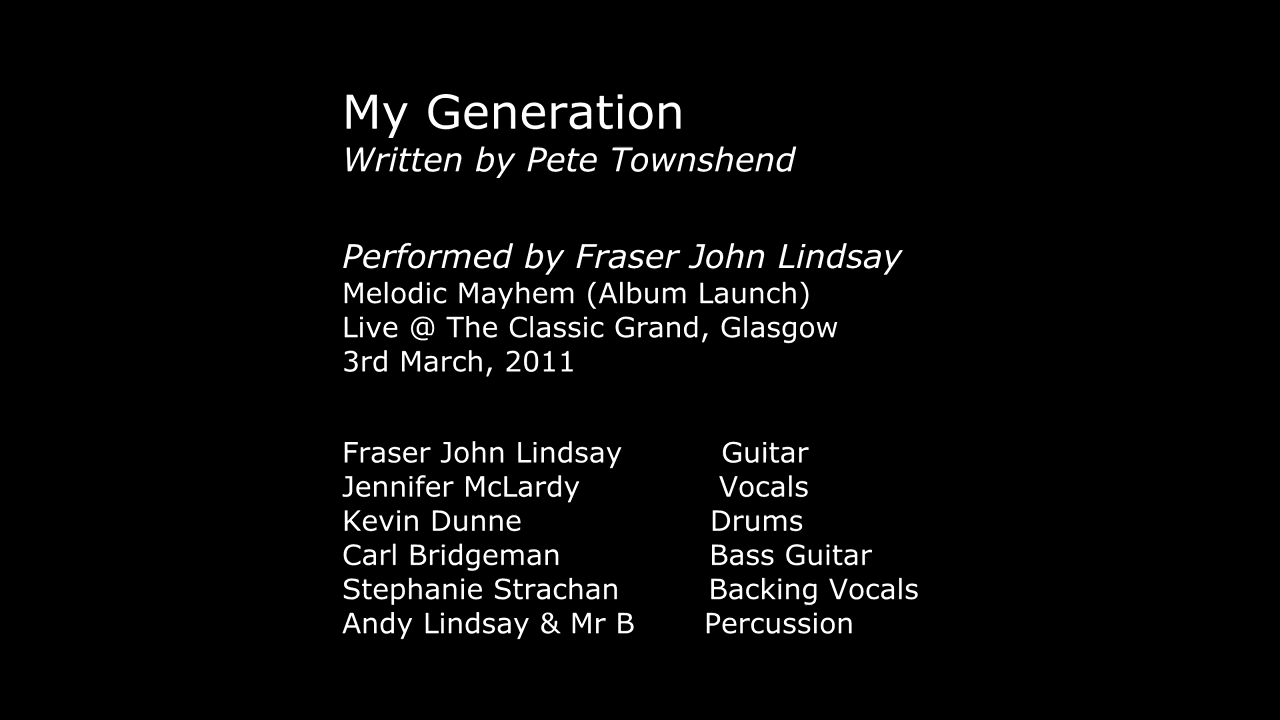 My Generation
Written by Pete Townshend
Performed by Fraser John Lindsay
Melodic Mayhem (Album Launch)
Live @ The Classic Grand, Glasgow
3rd March, 2011
Fraser John Lindsay Guitar
Jennifer McLardy Vocals
Kevin Dunne Drums
Carl Bridgeman Bass Guitar
Stephanie Strachan Backing Vocals
Andy Lindsay & Mr B Percussion